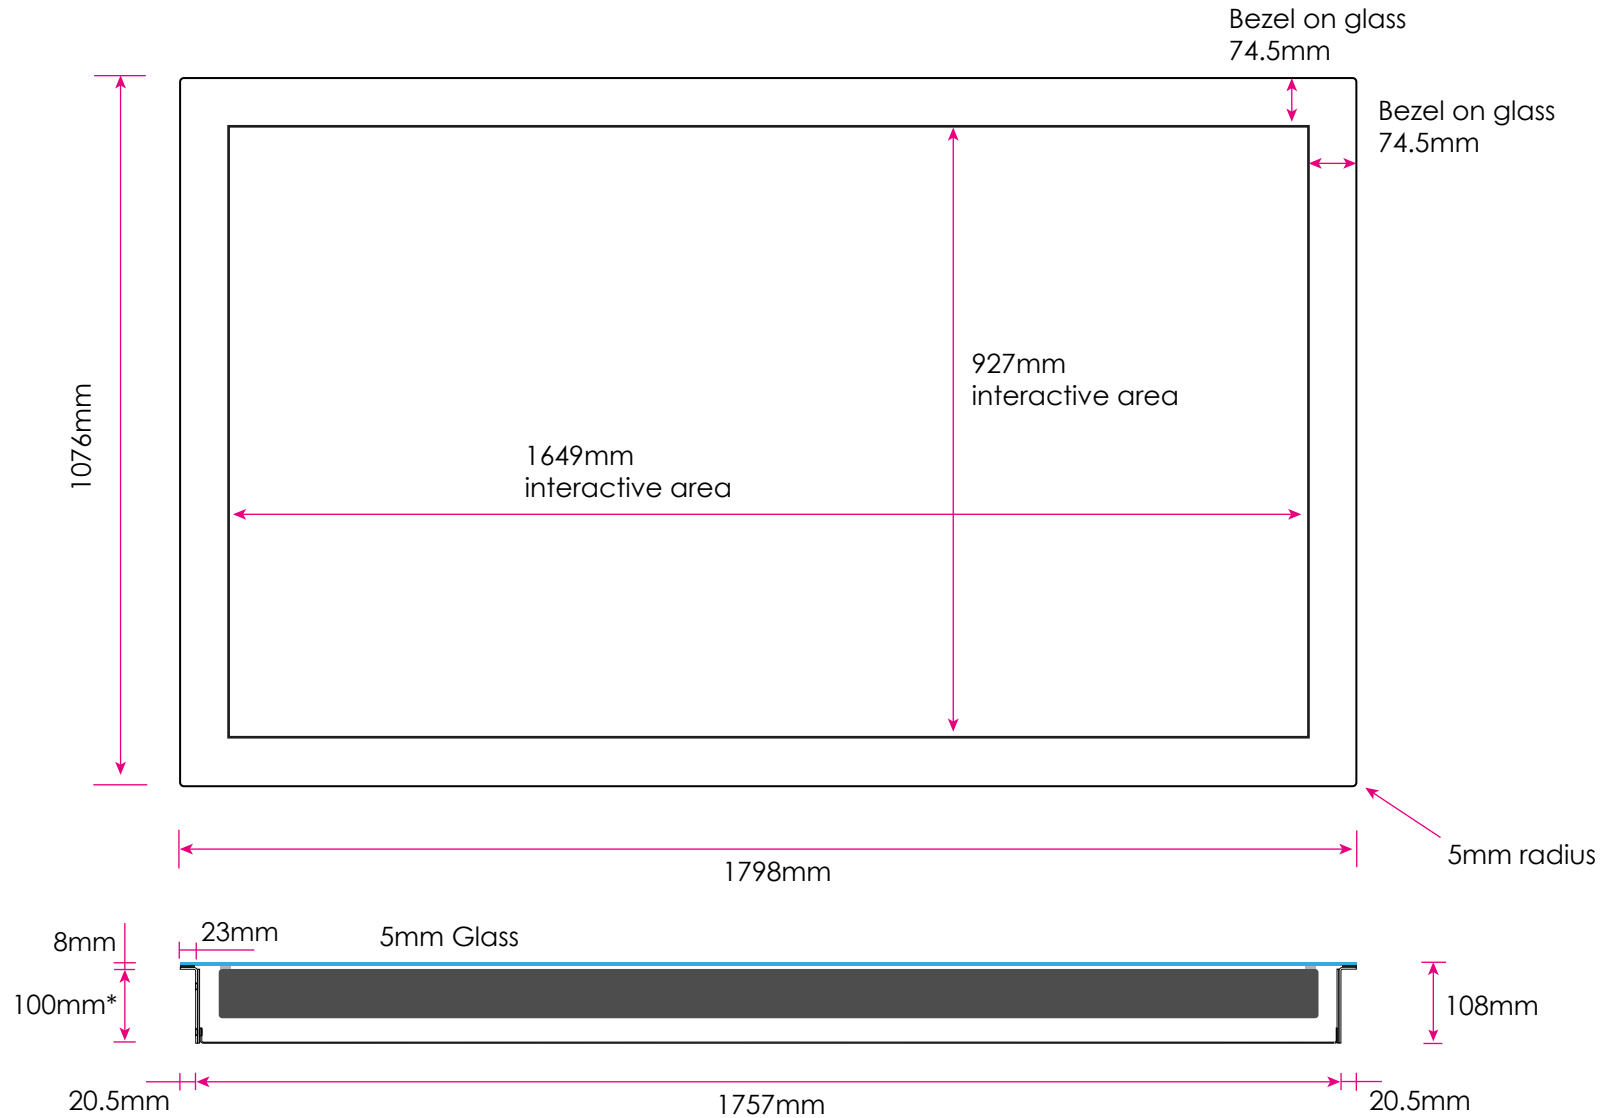 Bezel on glass
74.5mm
Bezel on glass
74.5mm
927mm
interactive area
1076mm
1649mm
interactive area
5mm radius
1798mm
8mm
23mm
5mm Glass
100mm*
108mm
20.5mm
1757mm
20.5mm